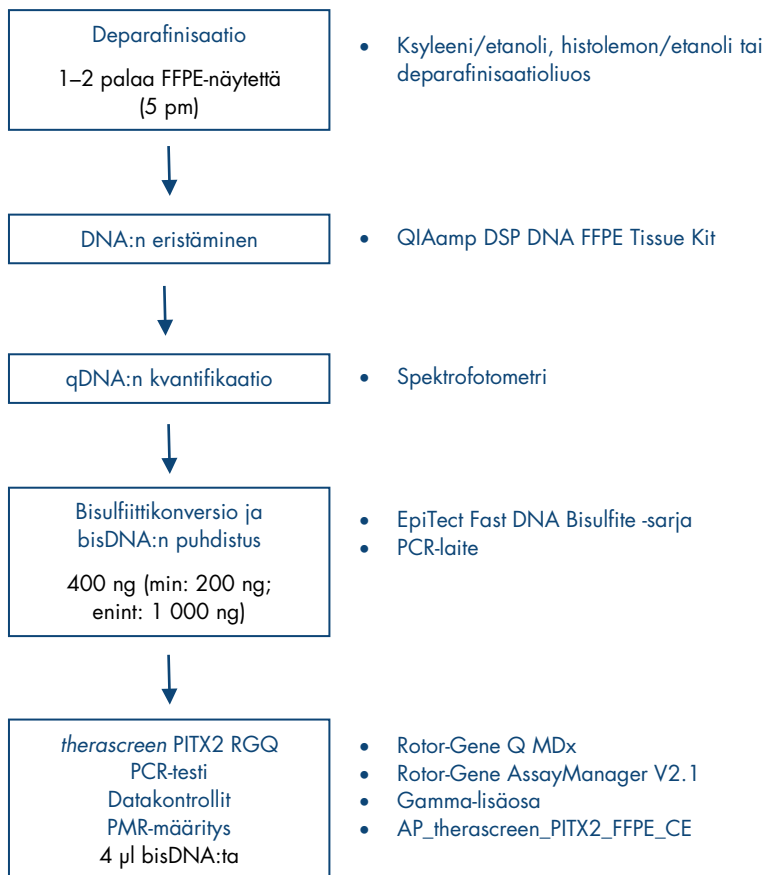 Deparafinisaatio
1–2 palaa FFPE-näytettä
(5 pm)
• Ksyleeni/etanoli, histolemon/etanoli tai
deparafinisaatioliuos
DNA:n eristäminen
• QIAamp DSP DNA FFPE Tissue Kit
qDNA:n kvantifikaatio
• Spektrofotometri
Bisulfiittikonversio ja
bisDNA:n puhdistus
400 ng (min: 200 ng;
enint: 1 000 ng)
• EpiTect Fast DNA Bisulfite -sarja
• PCR-laite
therascreen PITX2 RGQ
PCR-testi
Datakontrollit
PMR-määritys
4 µl bisDNA:ta
• Rotor-Gene Q MDx
• Rotor-Gene AssayManager V2.1
• Gamma-lisäosa
• AP_therascreen_PITX2_FFPE_CE